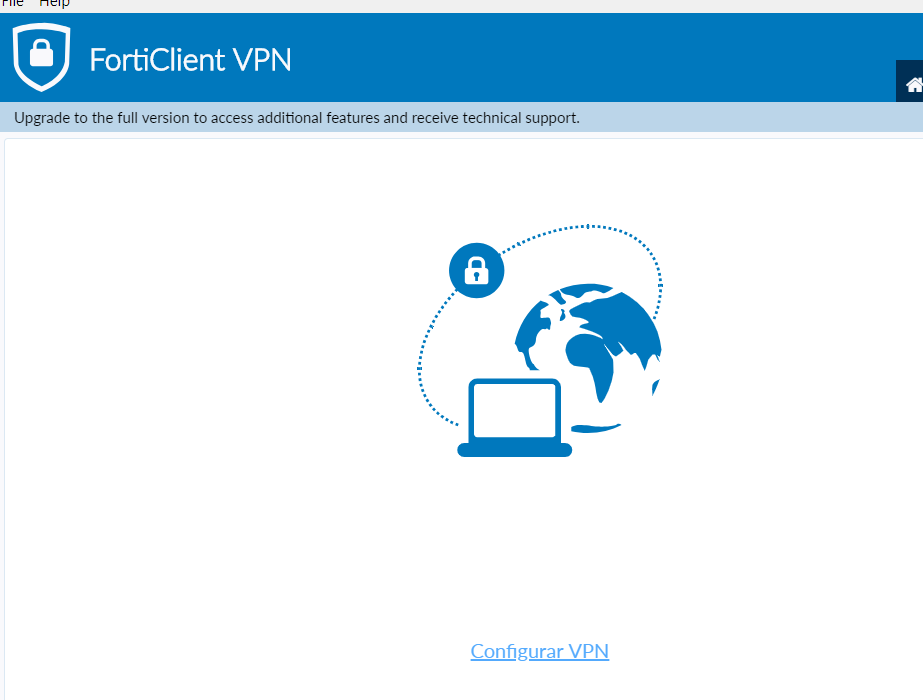 File Help
FortiClient VPN
Upgrade to the full version to access additional features and receive technical support.
Configurar VPN